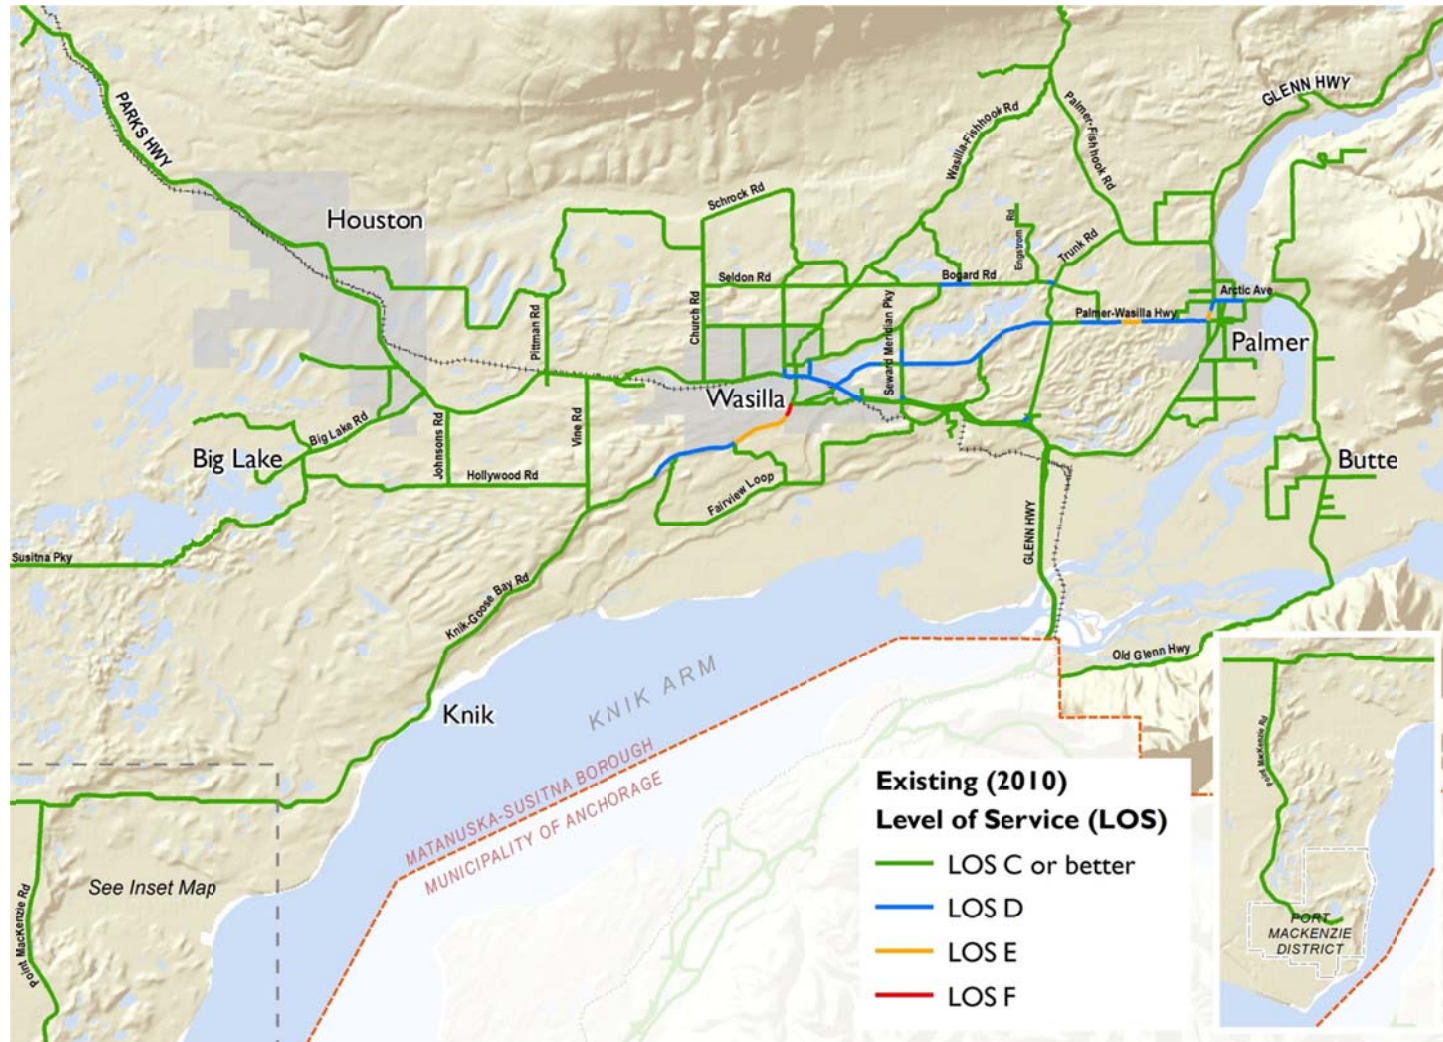 GLENN HWY
PARKS HWY
Palmer-Fishhook Rd
Wasilla-Fishhook Rd
Schrock Rd
Houston
Engstrom Rd
Trunk Rd
Seldon Rd
Bogard Rd
Arctic Ave
Pittman Rd
Church Rd
Seward Meridian Pky
Palmer-Wasilla Hwy
Palmer
Wasilla
Big Lake Rd
Johnsons Rd
Vine Rd
Big Lake
Hollywood Rd
Fairview Loop
Butte
GLENN HWY
Susitna Pky
Knik-Goose Bay Rd
Old Glenn Hwy
KNIK ARM
Knik
MATANUSKA-SUSITNA BOROUGH
MUNICIPALITY OF ANCHORAGE
See Inset Map
Point MacKenzie Rd
Existing (2010)
Level of Service (LOS)
LOS C or better
LOS D
LOS E
LOS F
Point MacKenzie Rd
PORT
MACKENZIE
DISTRICT